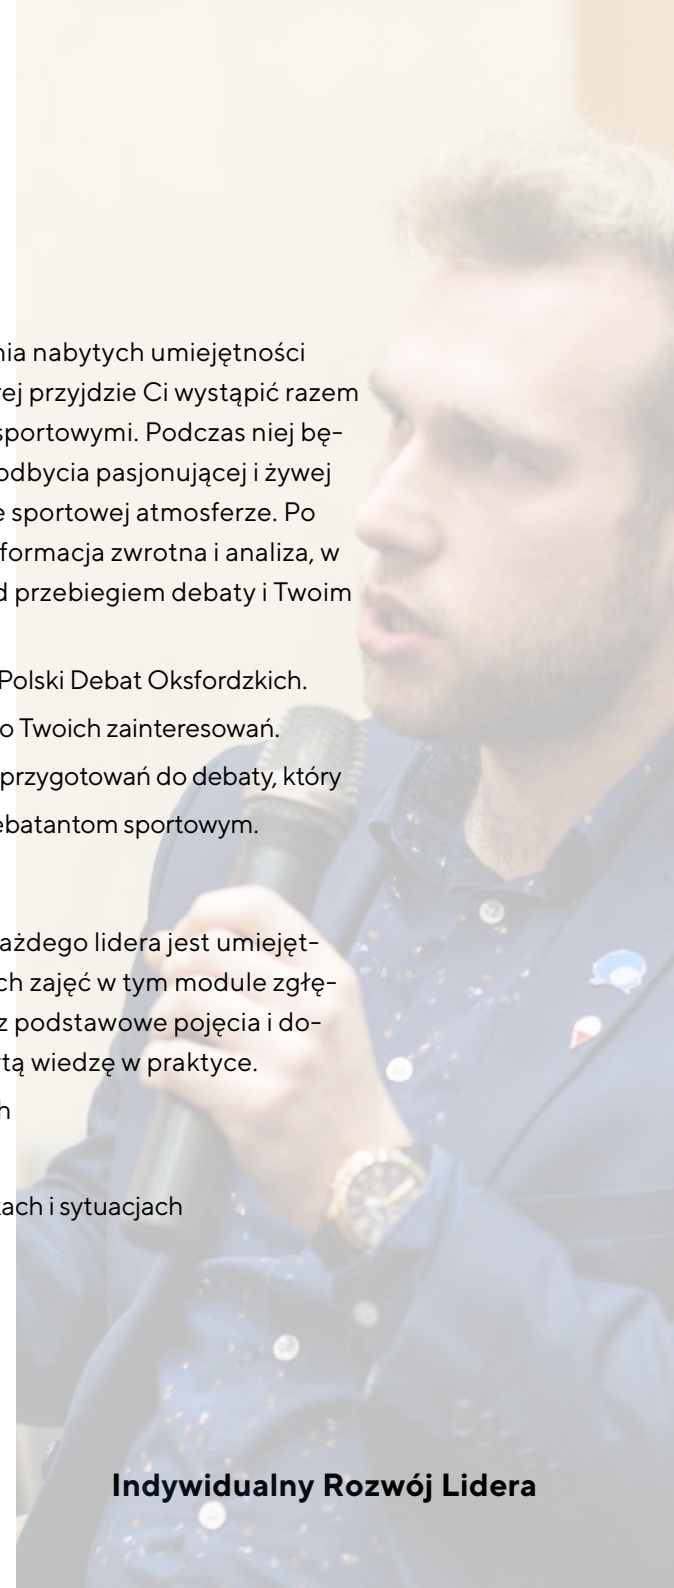 nia nabytych umiejętności
rej przyjdzie Ci wystąpić razem
sportowymi. Podczas niej bę-
odbycia pasjonującej i żywej
e sportowej atmosferze. Po
formacja zwrotna i analiza, w
d przebiegiem debaty i Twoim
Polski Debat Oksfordzkich.
o Twoich zainteresowań.
przygotowań do debaty, który
ebatantom sportowym.
ażdego lidera jest umiejęt-
ch zajęć w tym module zgłę-
z podstawowe pojęcia i do-
tą wiedzę w praktyce.
h
kach i sytuacjach
Indywidualny Rozwój Lidera